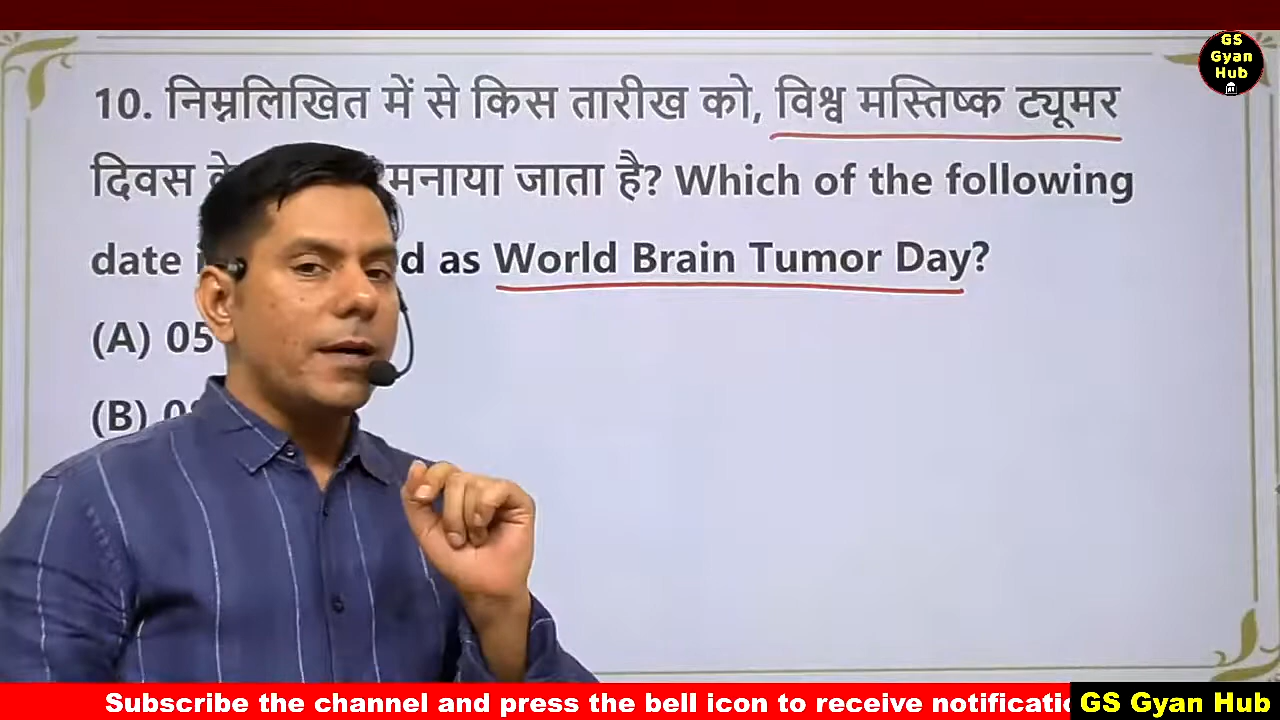 GS
Gyan
Hub
10. निम्नलिखित में से किस तारीख को, विश्व मस्तिष्क ट्यूमर
दिवस मनाया जाता है? Which of the following
date as World Brain Tumor Day?
(A) 05
(B)
Subscribe the channel and press the bell icon to receive
GS Gyan Hub